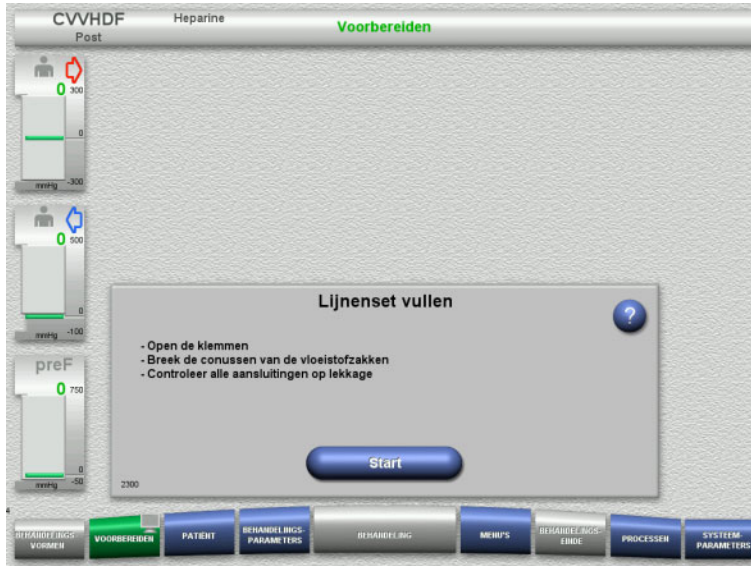 CVVHDF
Heparine
Voorbereiden
Post
0
300
0
mmHg
-300
0
500
0
mmHg
-100
preF
0
750
0
mmHg
-50
Lijnenset vullen
?
- Open de klemmen
- Breek de conussen van de vloeistofzakken
- Controleer alle aansluitingen op lekkage
Start
2300
4
BEHANDELINGS-
VORMEN
VOORBEREIDEN
PATIËNT
BEHANDELINGS-
PARAMETERS
BEHANDELING
MENU'S
BEHANDELINGS-
EINDE
PROCESSEN
SYSTEEM-
PARAMETERS